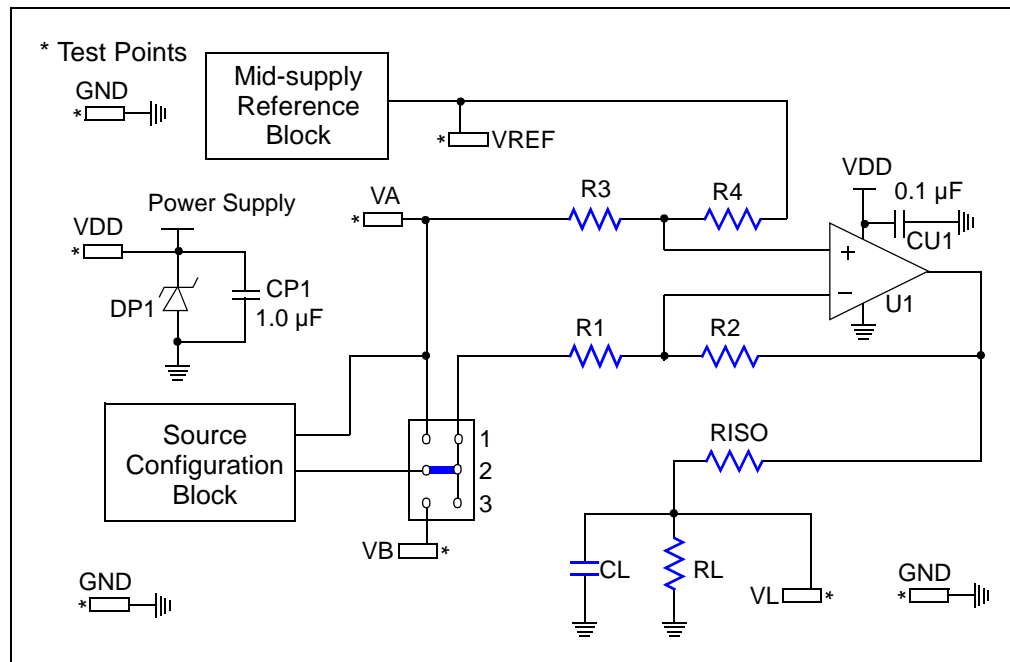 * Test Points
GND
*
Mid-supply
Reference
Block
* VREF
VA
*
R3
R4
VDD
0.1 µF
CU1
+
−
U1
Power Supply
VDD
*
DP1
CP1
1.0 µF
R1
R2
Source
Configuration
Block
1
2
3
VB *
RISO
CL
RL
VL *
GND
*
GND
*